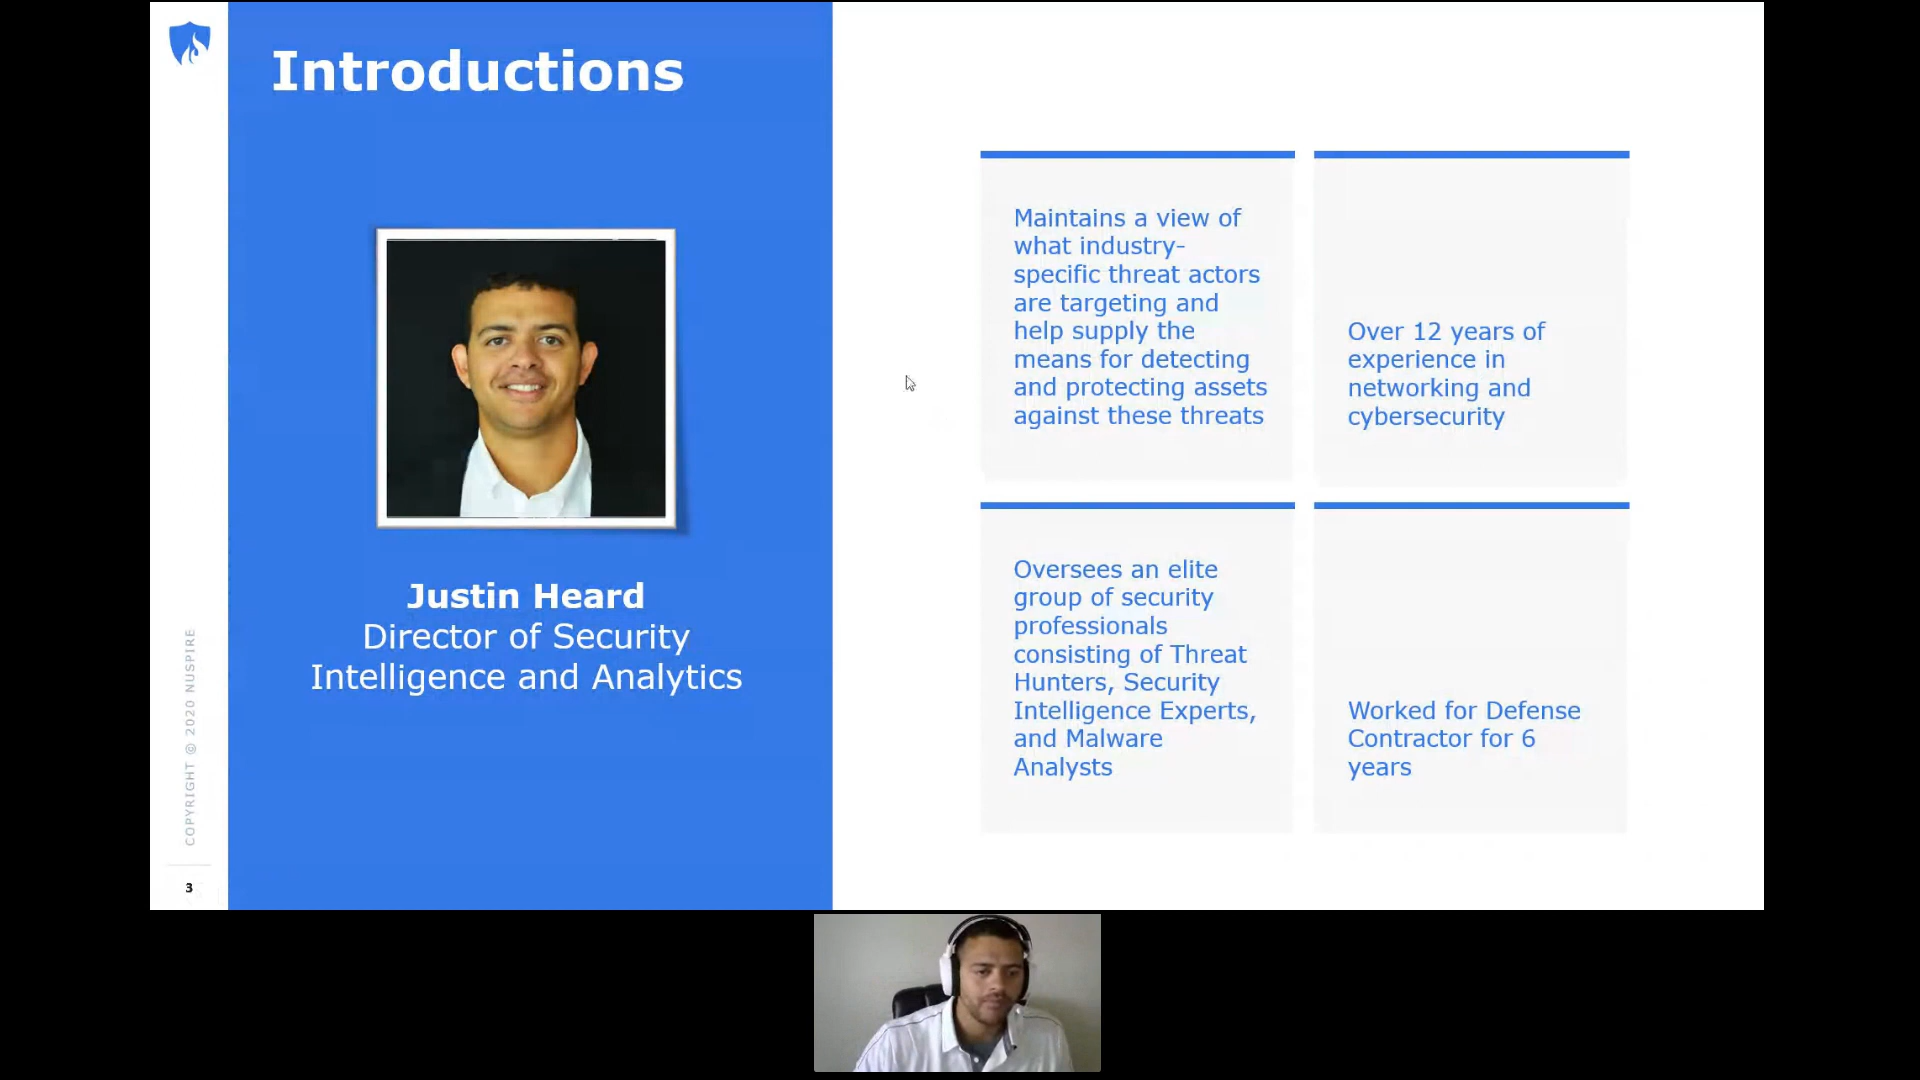 Introductions
Justin Heard
Director of Security
Intelligence and Analytics
COPYRIGHT © 2020 NUSPIRE
3
Maintains a view of
what industry-
specific threat actors
are targeting and
help supply the
means for detecting
and protecting assets
against these threats
Over 12 years of
experience in
networking and
cybersecurity
Oversees an elite
group of security
professionals
consisting of Threat
Hunters, Security
Intelligence Experts,
and Malware
Analysts
Worked for Defense
Contractor for 6
years